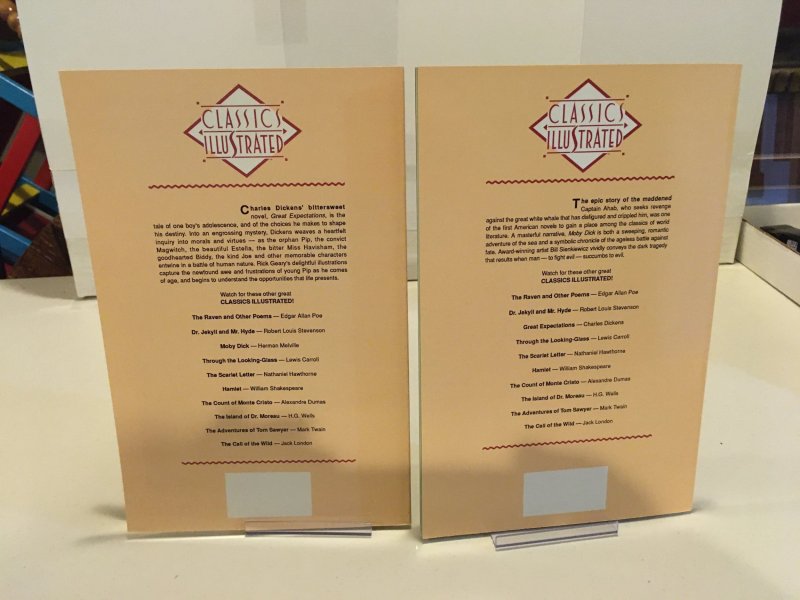 CLASSICS
ILLUSTRATED
Charles Dickens' bittersweet
novel, Great Expectations, is the
tale of one boy's adolescence, and of the choices he makes to shape
his destiny. Into an engrossing mystery, Dickens weaves a heartfelt
inquiry into morals and virtues — as the orphan Pip, the convict
Magwitch, the beautiful Estella, the bitter Miss Havisham, the
goodhearted Biddy, the kind Joe and other memorable characters
entwine in a battle of human nature. Rick Geary's delightful illustrations
capture the newfound awe and frustrations of young Pip as he comes
of age, and begins to understand the opportunities that life presents.
Watch for these other great
CLASSICS ILLUSTRATED!
The Raven and Other Poems — Edgar Allan Poe
Dr. Jekyll and Mr. Hyde — Robert Louis Stevenson
Moby Dick — Herman Melville
Through the Looking-Glass — Lewis Carroll
The Scarlet Letter — Nathaniel Hawthorne
Hamlet — William Shakespeare
The Count of Monte Cristo — Alexandre Dumas
The Island of Dr. Moreau — H.G. Wells
The Adventures of Tom Sawyer — Mark Twain
The Call of the Wild — Jack London
CLASSICS
ILLUSTRATED
The epic story of the maddened
Captain Ahab, who seeks revenge
against the great white whale that has disfigured and crippled him, was one
of the first American novels to gain a place among the classics of world
literature. A masterful narrative, Moby Dick is both a sweeping, romantic
adventure of the sea and a symbolic chronicle of the ageless battle against
fate. Award-winning artist Bill Sienkiewicz vividly conveys the dark tragedy
that results when man — to fight evil — succumbs to evil.
Watch for these other great
CLASSICS ILLUSTRATED!
The Raven and Other Poems — Edgar Allan Poe
Dr. Jekyll and Mr. Hyde — Robert Louis Stevenson
Great Expectations — Charles Dickens
Through the Looking-Glass — Lewis Carroll
The Scarlet Letter — Nathaniel Hawthorne
Hamlet — William Shakespeare
The Count of Monte Cristo — Alexandre Dumas
The Island of Dr. Moreau — H.G. Wells
The Adventures of Tom Sawyer — Mark Twain
The Call of the Wild — Jack London